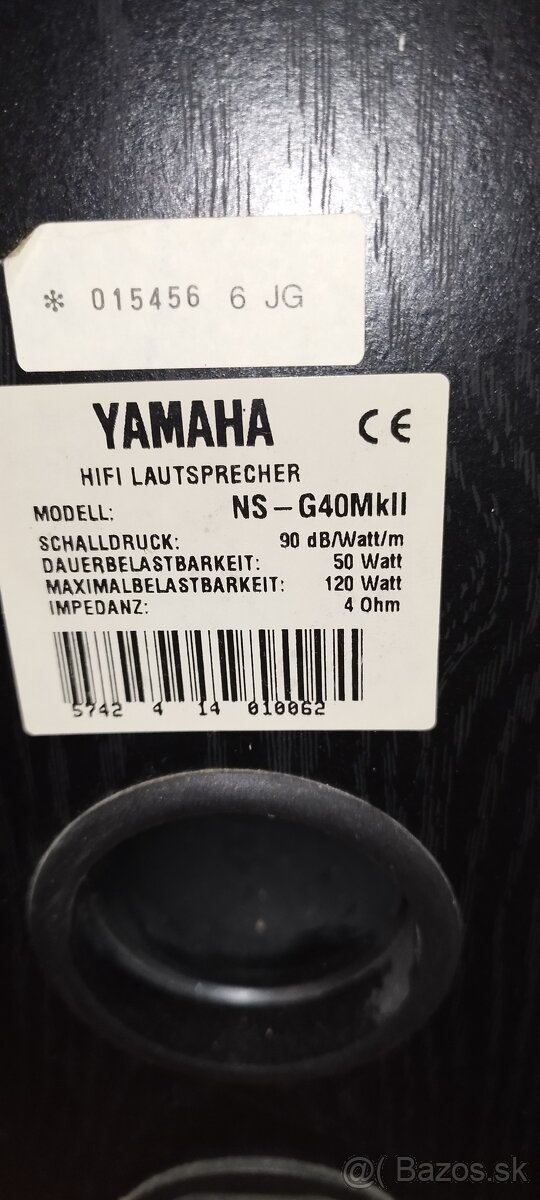 * 015456 6 JG
YAMAHA CE
HIFI LAUTSPRECHER
MODELL: NS-G40MkII
SCHALLDRUCK: 90 dB/Watt/m
DAUERBELASTBARKEIT: 50 Watt
MAXIMALBELASTBARKEIT: 120 Watt
IMPEDANZ: 4 Ohm
5742 4 14 010062
@ Bazos.sk